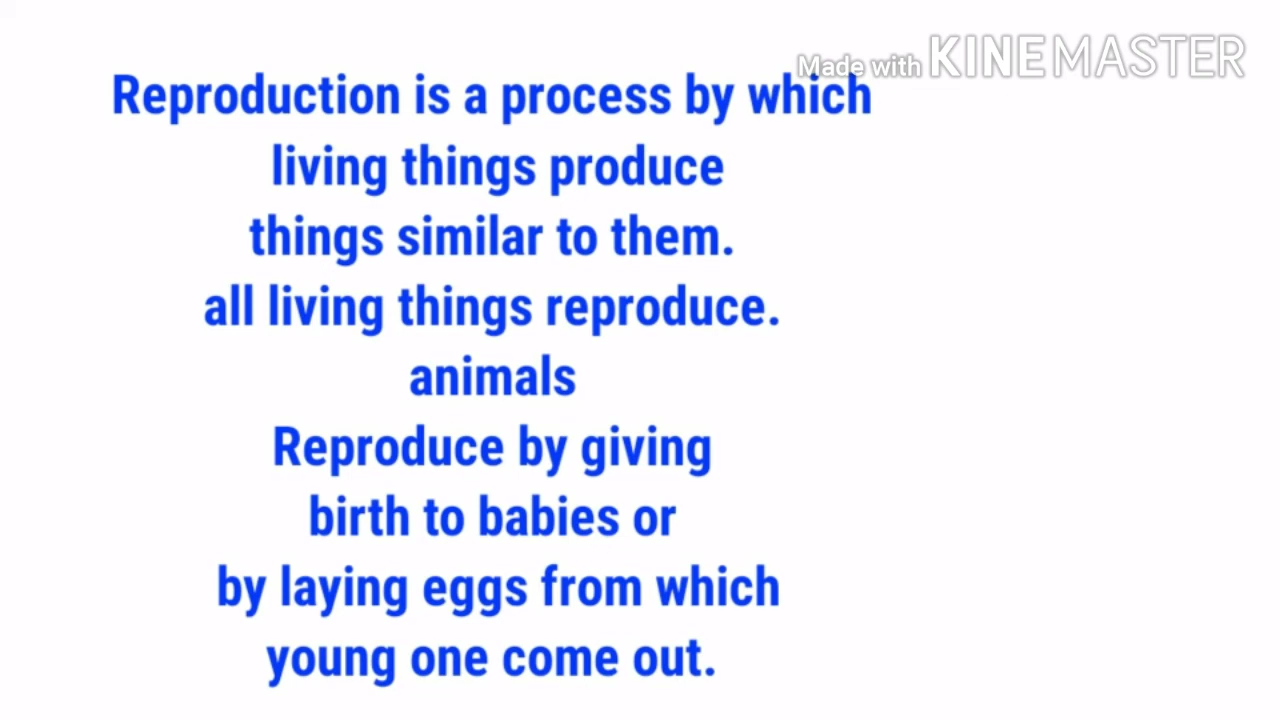 Made with KINEMASTER
Reproduction is a process by which
living things produce
things similar to them.
all living things reproduce.
animals
Reproduce by giving
birth to babies or
by laying eggs from which
young one come out.